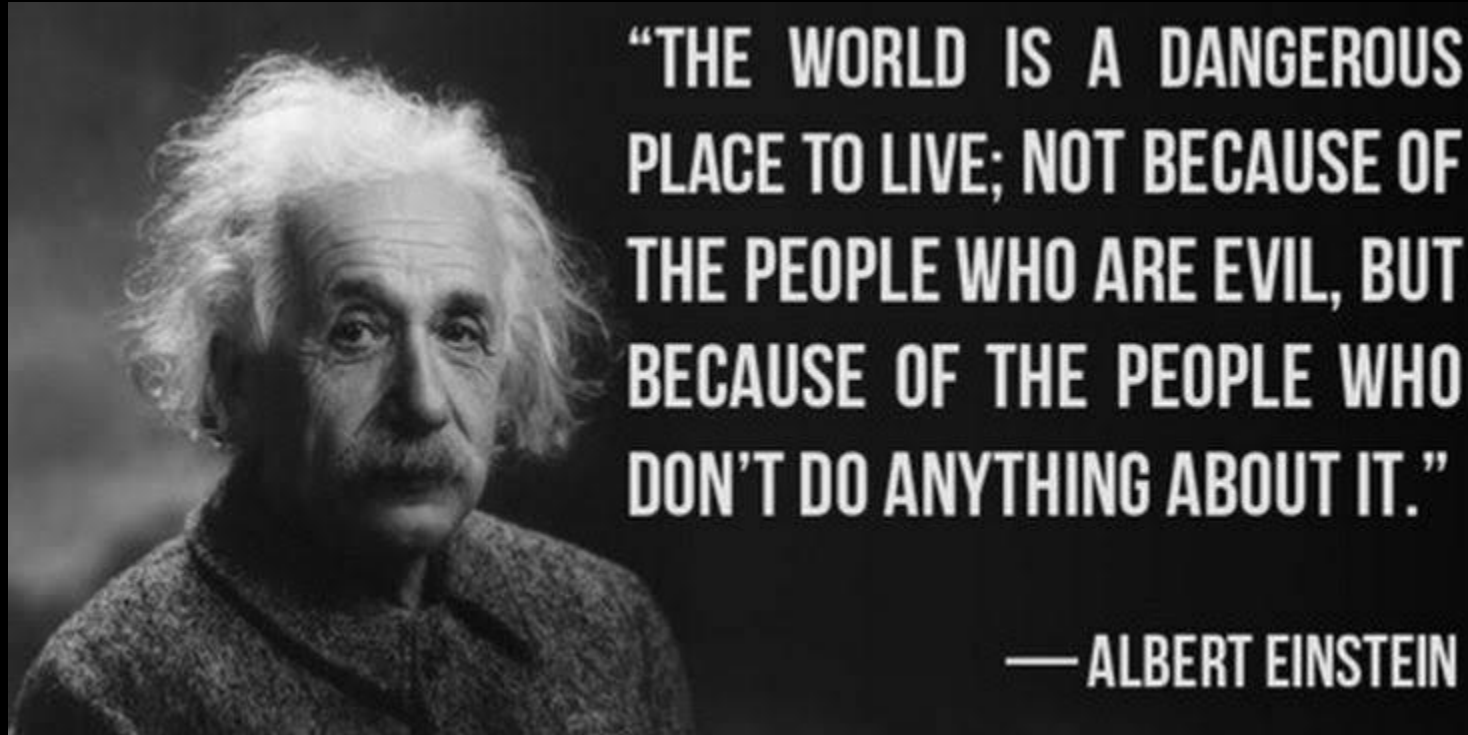 “THE WORLD IS A DANGEROUS
PLACE TO LIVE; NOT BECAUSE OF
THE PEOPLE WHO ARE EVIL, BUT
BECAUSE OF THE PEOPLE WHO
DON’T DO ANYTHING ABOUT IT.”
—ALBERT EINSTEIN